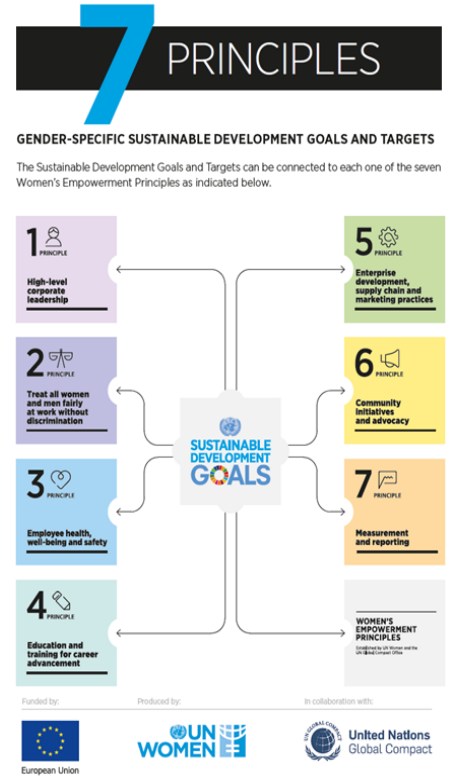 7 PRINCIPLES
GENDER-SPECIFIC SUSTAINABLE DEVELOPMENT GOALS AND TARGETS
The Sustainable Development Goals and Targets can be connected to each one of the seven
Women's Empowerment Principles as indicated below.
1 PRINCIPLE
High-level
corporate
leadership
2 PRINCIPLE
Treat all women
and men fairly
at work without
discrimination
3 PRINCIPLE
Employee health,
well-being and safety
4 PRINCIPLE
Education and
training for career
advancement
SUSTAINABLE
DEVELOPMENT
GOALS
5 PRINCIPLE
Enterprise
development,
supply chain and
marketing practices
6 PRINCIPLE
Community
initiatives
and advocacy
7 PRINCIPLE
Measurement
and reporting
WOMEN'S
EMPOWERMENT
PRINCIPLES
Established by UN Women and the
UN Global Compact Office
Funded by:
European Union
Produced by:
UN
WOMEN
In collaboration with:
UN GLOBAL COMPACT
United Nations
Global Compact